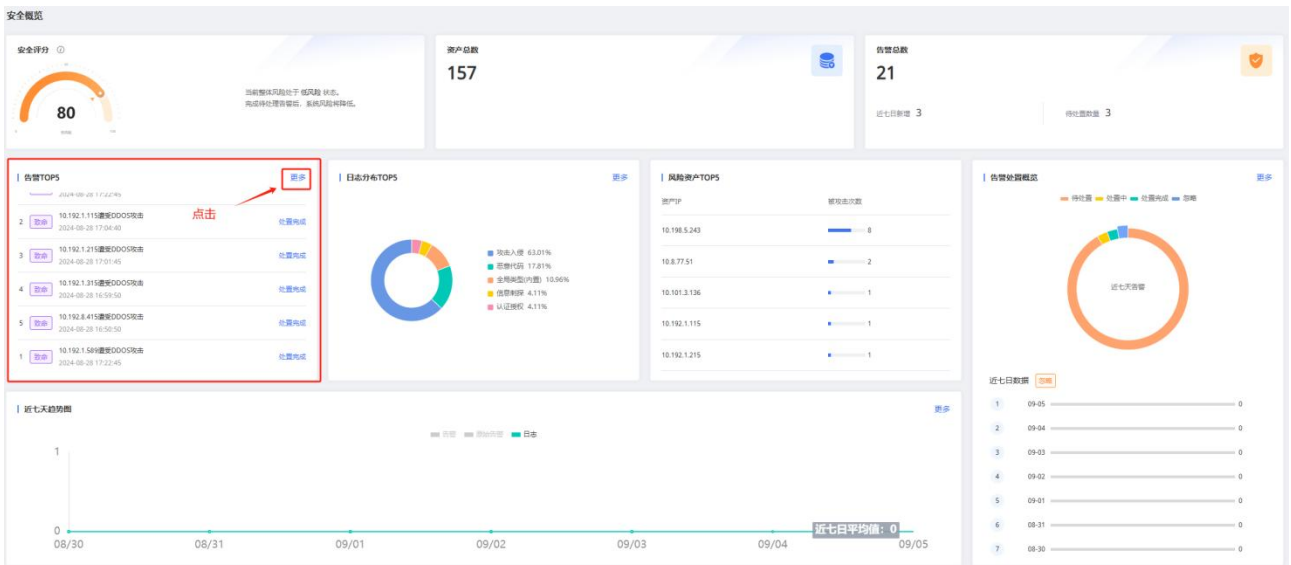 安全概览
安全评分
80
当前整体风险处于 低风险 状态。
完成待处理告警后，系统风险将降低。
资产总数
157
告警总数
21
近七日新增 3
待处置数量 3
告警TOP5
更多
点击
2024-08-28 17:22:45
2 致命 10.192.1.115遭受DDOS攻击 处置完成
2024-08-28 17:04:40
3 致命 10.192.1.215遭受DDOS攻击 处置完成
2024-08-28 17:01:45
4 致命 10.192.1.315遭受DDOS攻击 处置完成
2024-08-28 16:59:50
5 致命 10.192.8.415遭受DDOS攻击 处置完成
2024-08-28 16:50:50
1 致命 10.192.1.589遭受DDOS攻击 处置完成
2024-08-28 17:22:45
日志分布TOP5
更多
攻击入侵 63.01%
恶意代码 17.81%
全局类型(内置) 10.96%
信息刺探 4.11%
认证授权 4.11%
风险资产TOP5
资产IP 被攻击次数
10.198.5.243 8
10.8.77.51 2
10.101.3.136 1
10.192.1.115 1
10.192.1.215 1
告警处置概览
更多
待处置 处置中 处置完成 忽略
近七天告警
近七日数据 忽略
1 09-05 0
2 09-04 0
3 09-03 0
4 09-02 0
5 09-01 0
6 08-31 0
7 08-30 0
近七天趋势图
更多
告警 原始告警 日志
1
0
近七日平均值：0
08/30 08/31 09/01 09/02 09/03 09/04 09/05